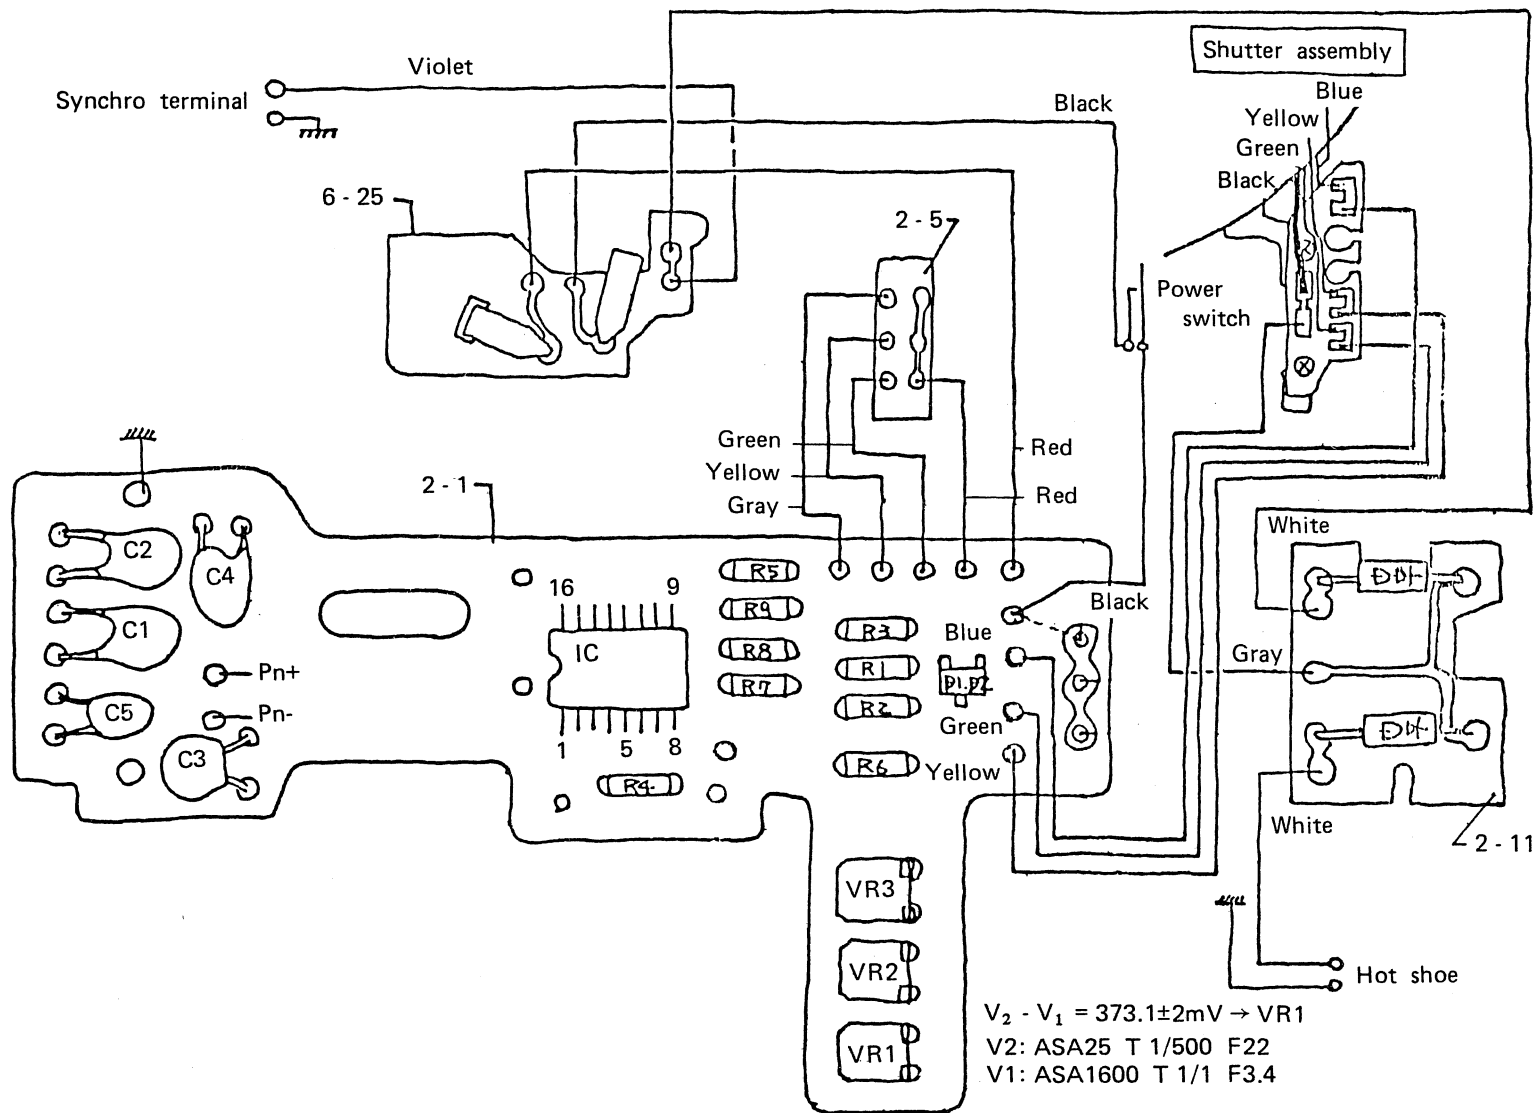 Synchro terminal
Violet
Black
Shutter assembly
Blue
Yellow
Green
Black
6 - 25
2 - 5
Power
switch
Green
Yellow
Gray
Red
Red
2 - 1
White
C2
C4
C1
C5
C3
Pn+
Pn-
16
9
IC
1
5
8
R5
R9
R8
R7
R4
R3
R1
R2
R6
Blue
D1.D2
Green
Yellow
Black
Gray
White
2 - 11
VR3
VR2
VR1
Hot shoe
V₂ - V₁ = 373.1±2mV → VR1
V2: ASA25 T 1/500 F22
V1: ASA1600 T 1/1 F3.4